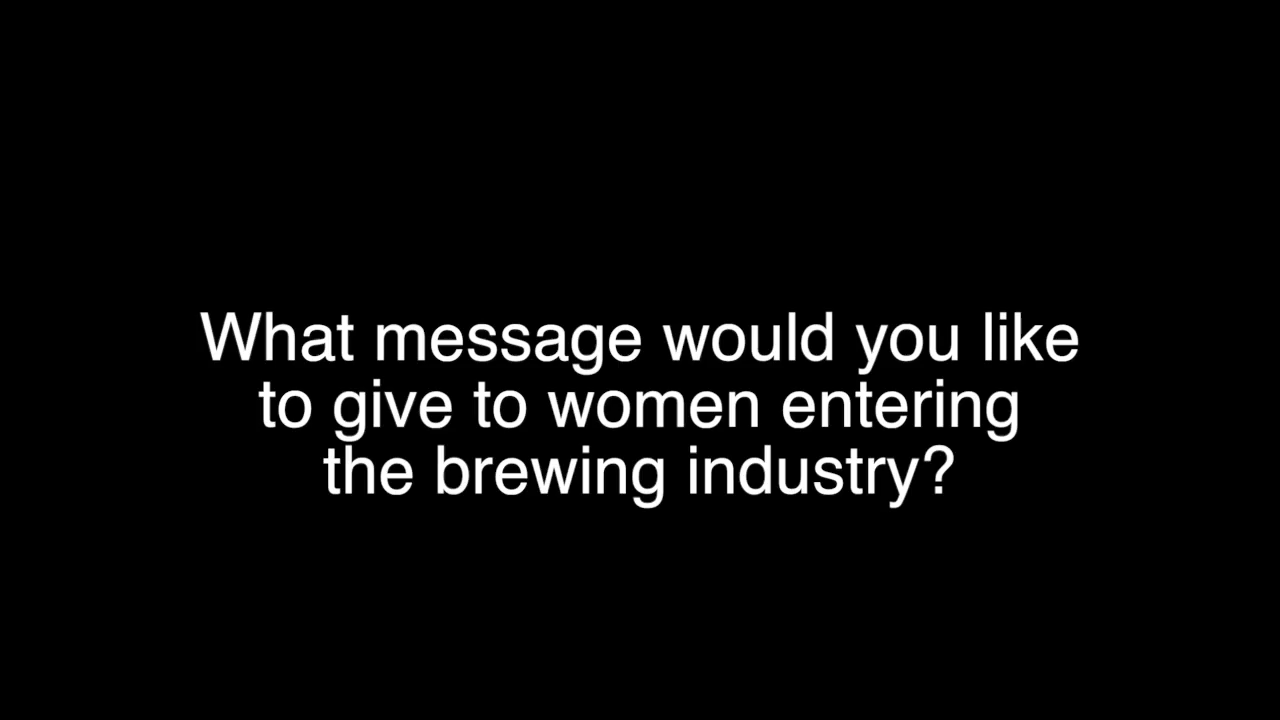 What message would you like
to give to women entering
the brewing industry?